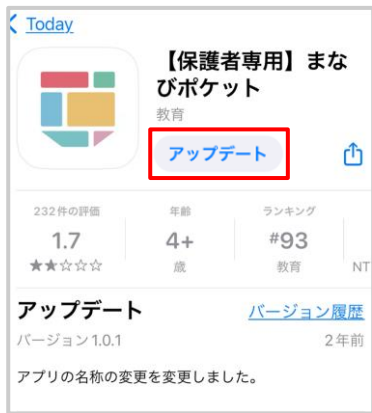 Today
【保護者専用】まな
びポケット
教育
アップデート
232件の評価
年齢
ランキング
1.7
4+
#93
★★☆☆☆
歳
教育
NT
アップデート
バージョン履歴
バージョン 1.0.1
2年前
アプリの名称の変更を変更しました。